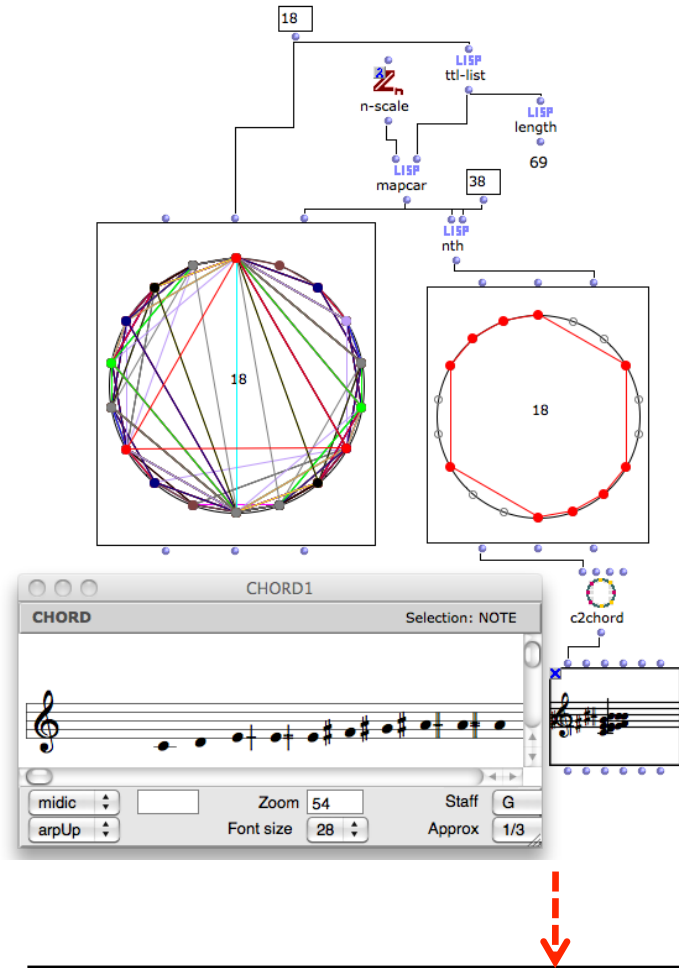 18
LISP
ttl-list
2
n
n-scale
LISP
length
69
LISP
mapcar
38
LISP
nth
18
18
CHORD1
CHORD
Selection: NOTE
c2chord
midic
Zoom
54
Staff
G
arpUp
Font size
28
Approx
1/3